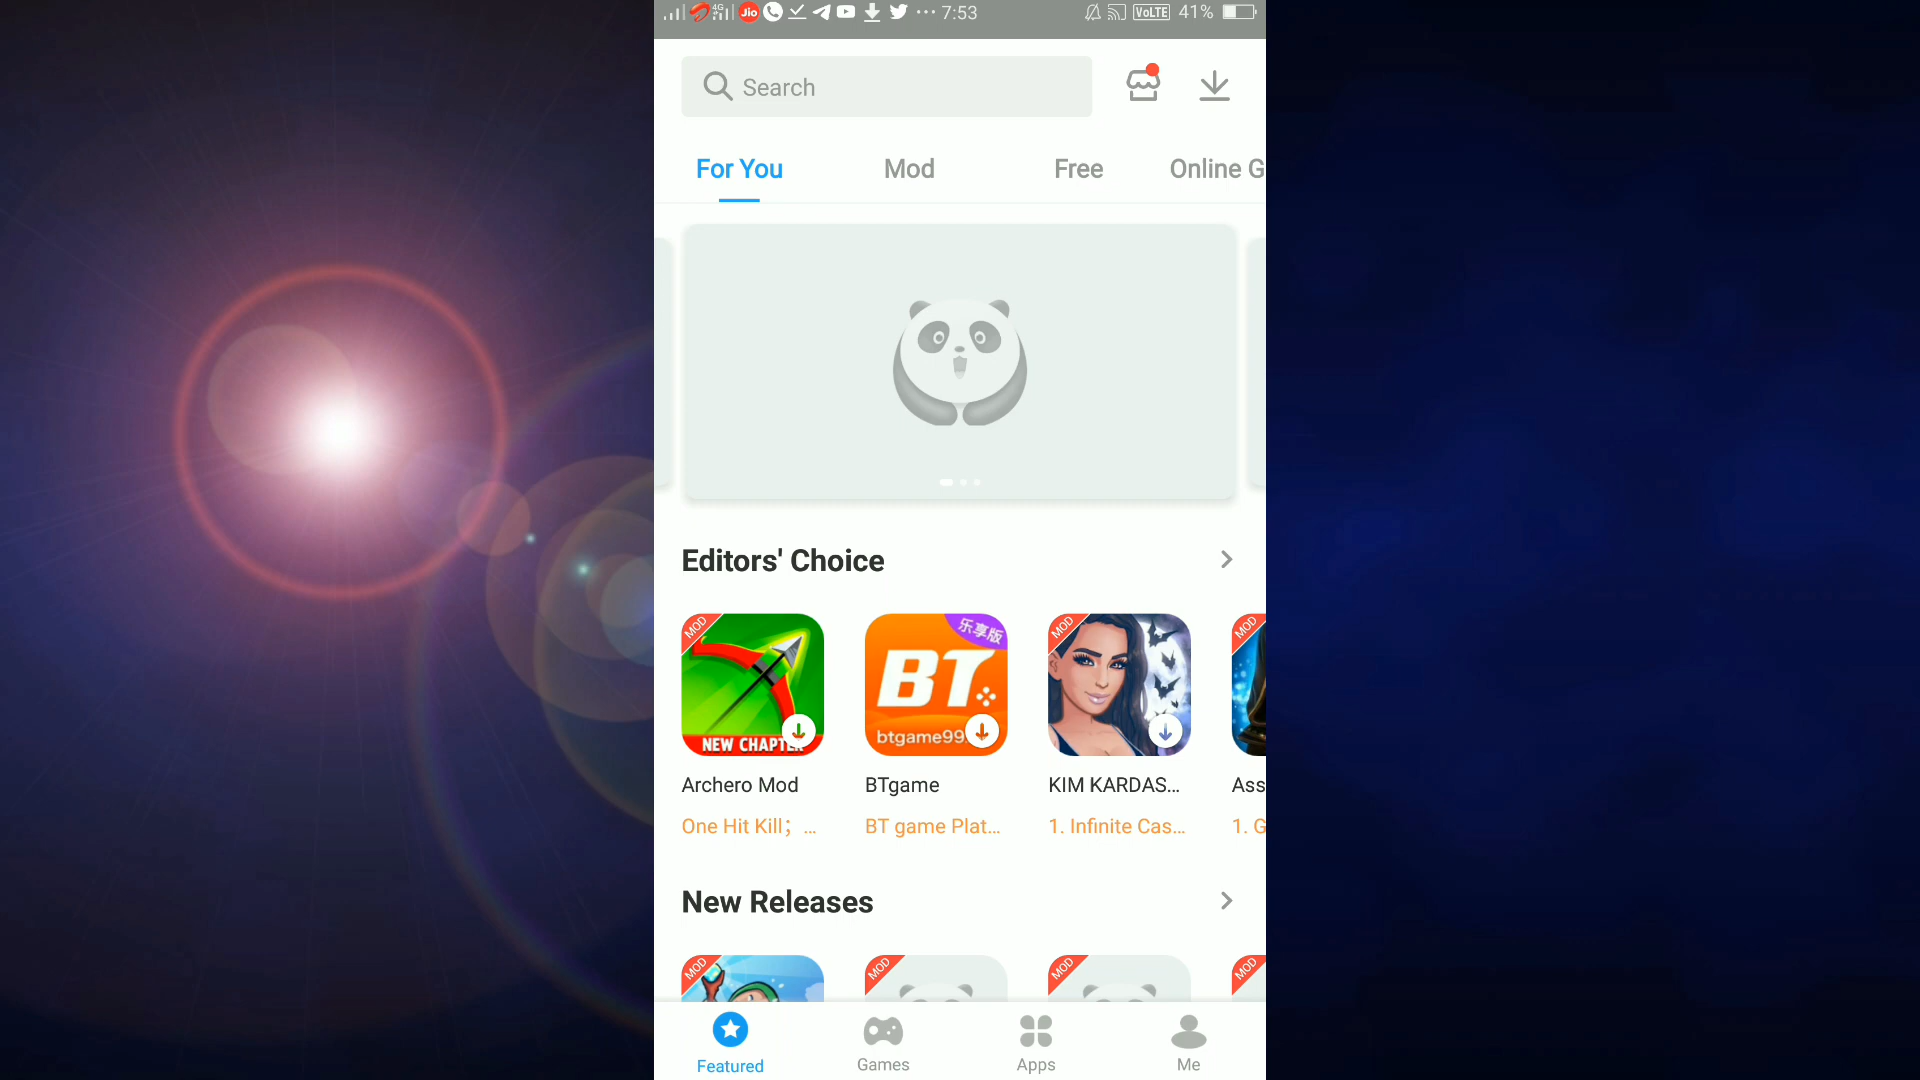 4G Jio 7:53 VoLTE 41%
Search
For You Mod Free Online G
Editors' Choice
MOD MOD MOD
乐享版
BT
NEW CHAPTER btgame99.
Archero Mod BTgame KIM KARDAS... Ass
One Hit Kill； ... BT game Plat... 1. Infinite Cas... 1. G
New Releases
MOD MOD MOD MOD
Featured Games Apps Me